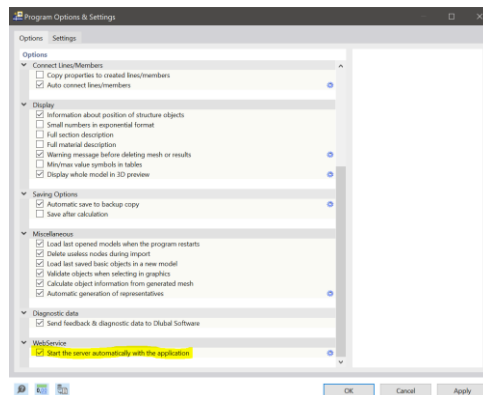 Program Options & Settings
Options Settings
Options
Connect Lines/Members
Copy properties to created lines/members
Auto connect lines/members
Display
Information about position of structure objects
Small numbers in exponential format
Full section description
Full material description
Warning message before deleting mesh or results
Min/max value symbols in tables
Display whole model in 3D preview
Saving Options
Automatic save to backup copy
Save after calculation
Miscellaneous
Load last opened models when the program restarts
Delete useless nodes during import
Load last saved basic objects in a new model
Validate objects when selecting in graphics
Calculate object information from generated mesh
Automatic generation of representatives
Diagnostic data
Send feedback & diagnostic data to Dlubal Software
WebService
Start the server automatically with the application
OK Cancel Apply